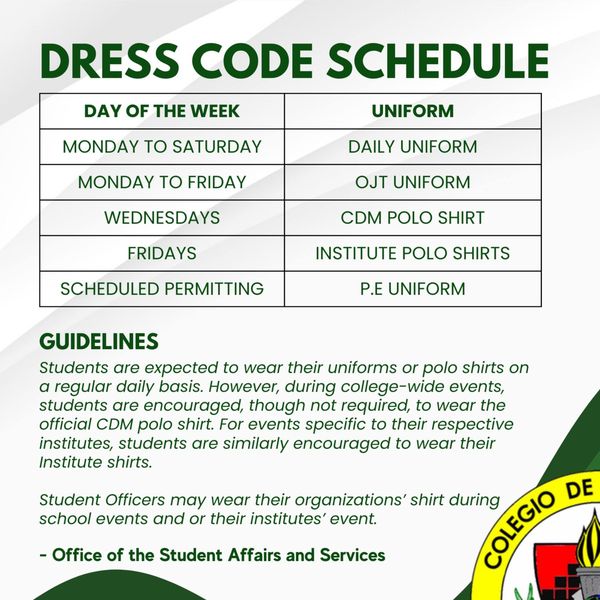 DRESS CODE SCHEDULE
DAY OF THE WEEK UNIFORM
MONDAY TO SATURDAY DAILY UNIFORM
MONDAY TO FRIDAY OJT UNIFORM
WEDNESDAYS CDM POLO SHIRT
FRIDAYS INSTITUTE POLO SHIRTS
SCHEDULED PERMITTING P.E UNIFORM
GUIDELINES
Students are expected to wear their uniforms or polo shirts on
a regular daily basis. However, during college-wide events,
students are encouraged, though not required, to wear the
official CDM polo shirt. For events specific to their respective
institutes, students are similarly encouraged to wear their
Institute shirts.
Student Officers may wear their organizations' shirt during
school events and or their institutes' event.
- Office of the Student Affairs and Services
COLEGIO DE